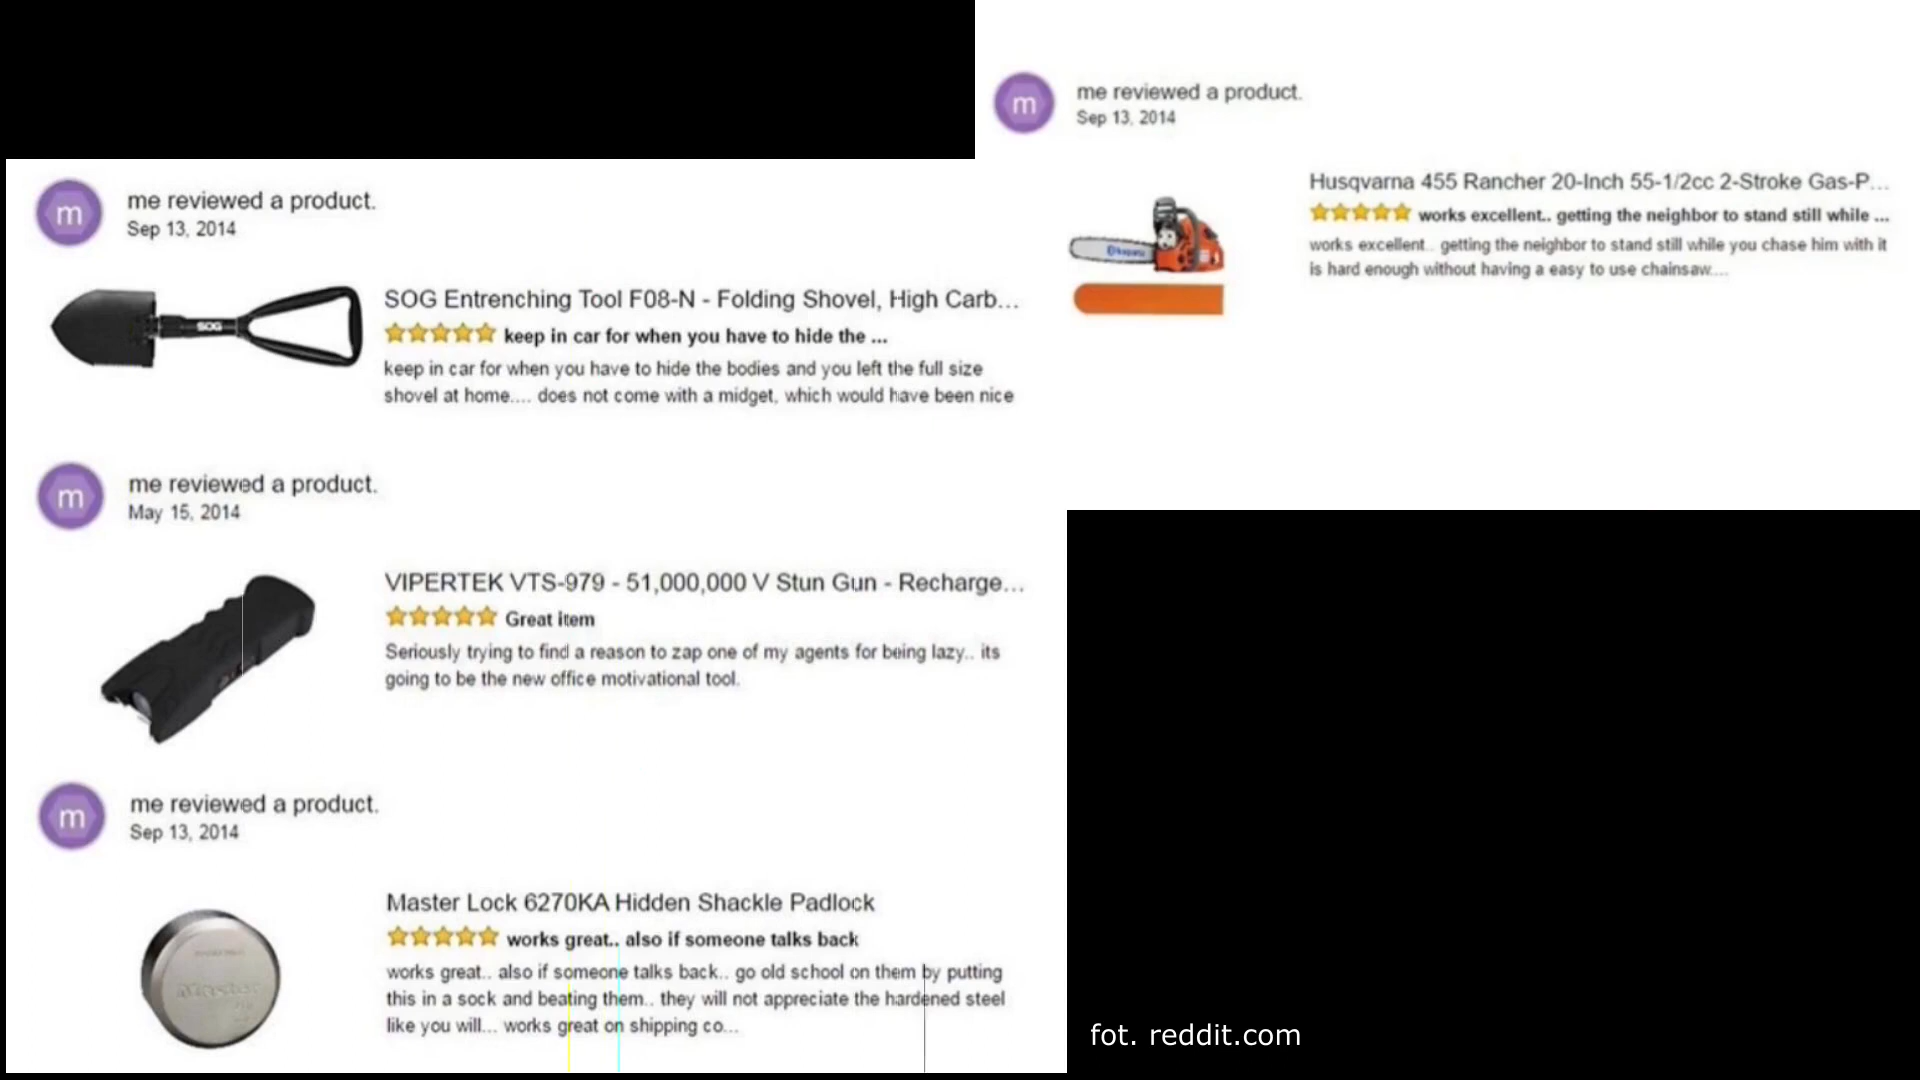 me reviewed a product.
Sep 13, 2014
SOG
SOG Entrenching Tool F08-N - Folding Shovel, High Carb...
keep in car for when you have to hide the ...
keep in car for when you have to hide the bodies and you left the full size
shovel at home.... does not come with a midget, which would have been nice
me reviewed a product.
May 15, 2014
VIPERTEK VTS-979 - 51,000,000 V Stun Gun - Recharge...
Great item
Seriously trying to find a reason to zap one of my agents for being lazy.. its
going to be the new office motivational tool.
me reviewed a product.
Sep 13, 2014
Master
Master Lock 6270KA Hidden Shackle Padlock
works great.. also if someone talks back
works great.. also if someone talks back.. go old school on them by putting
this in a sock and beating them.. they will not appreciate the hardened steel
like you will... works great on shipping co...
me reviewed a product.
Sep 13, 2014
Husqvarna 455 Rancher 20-Inch 55-1/2cc 2-Stroke Gas-P...
works excellent.. getting the neighbor to stand still while ...
works excellent.. getting the neighbor to stand still while you chase him with it
is hard enough without having a easy to use chainsaw....
fot. reddit.com
m
m
m
m